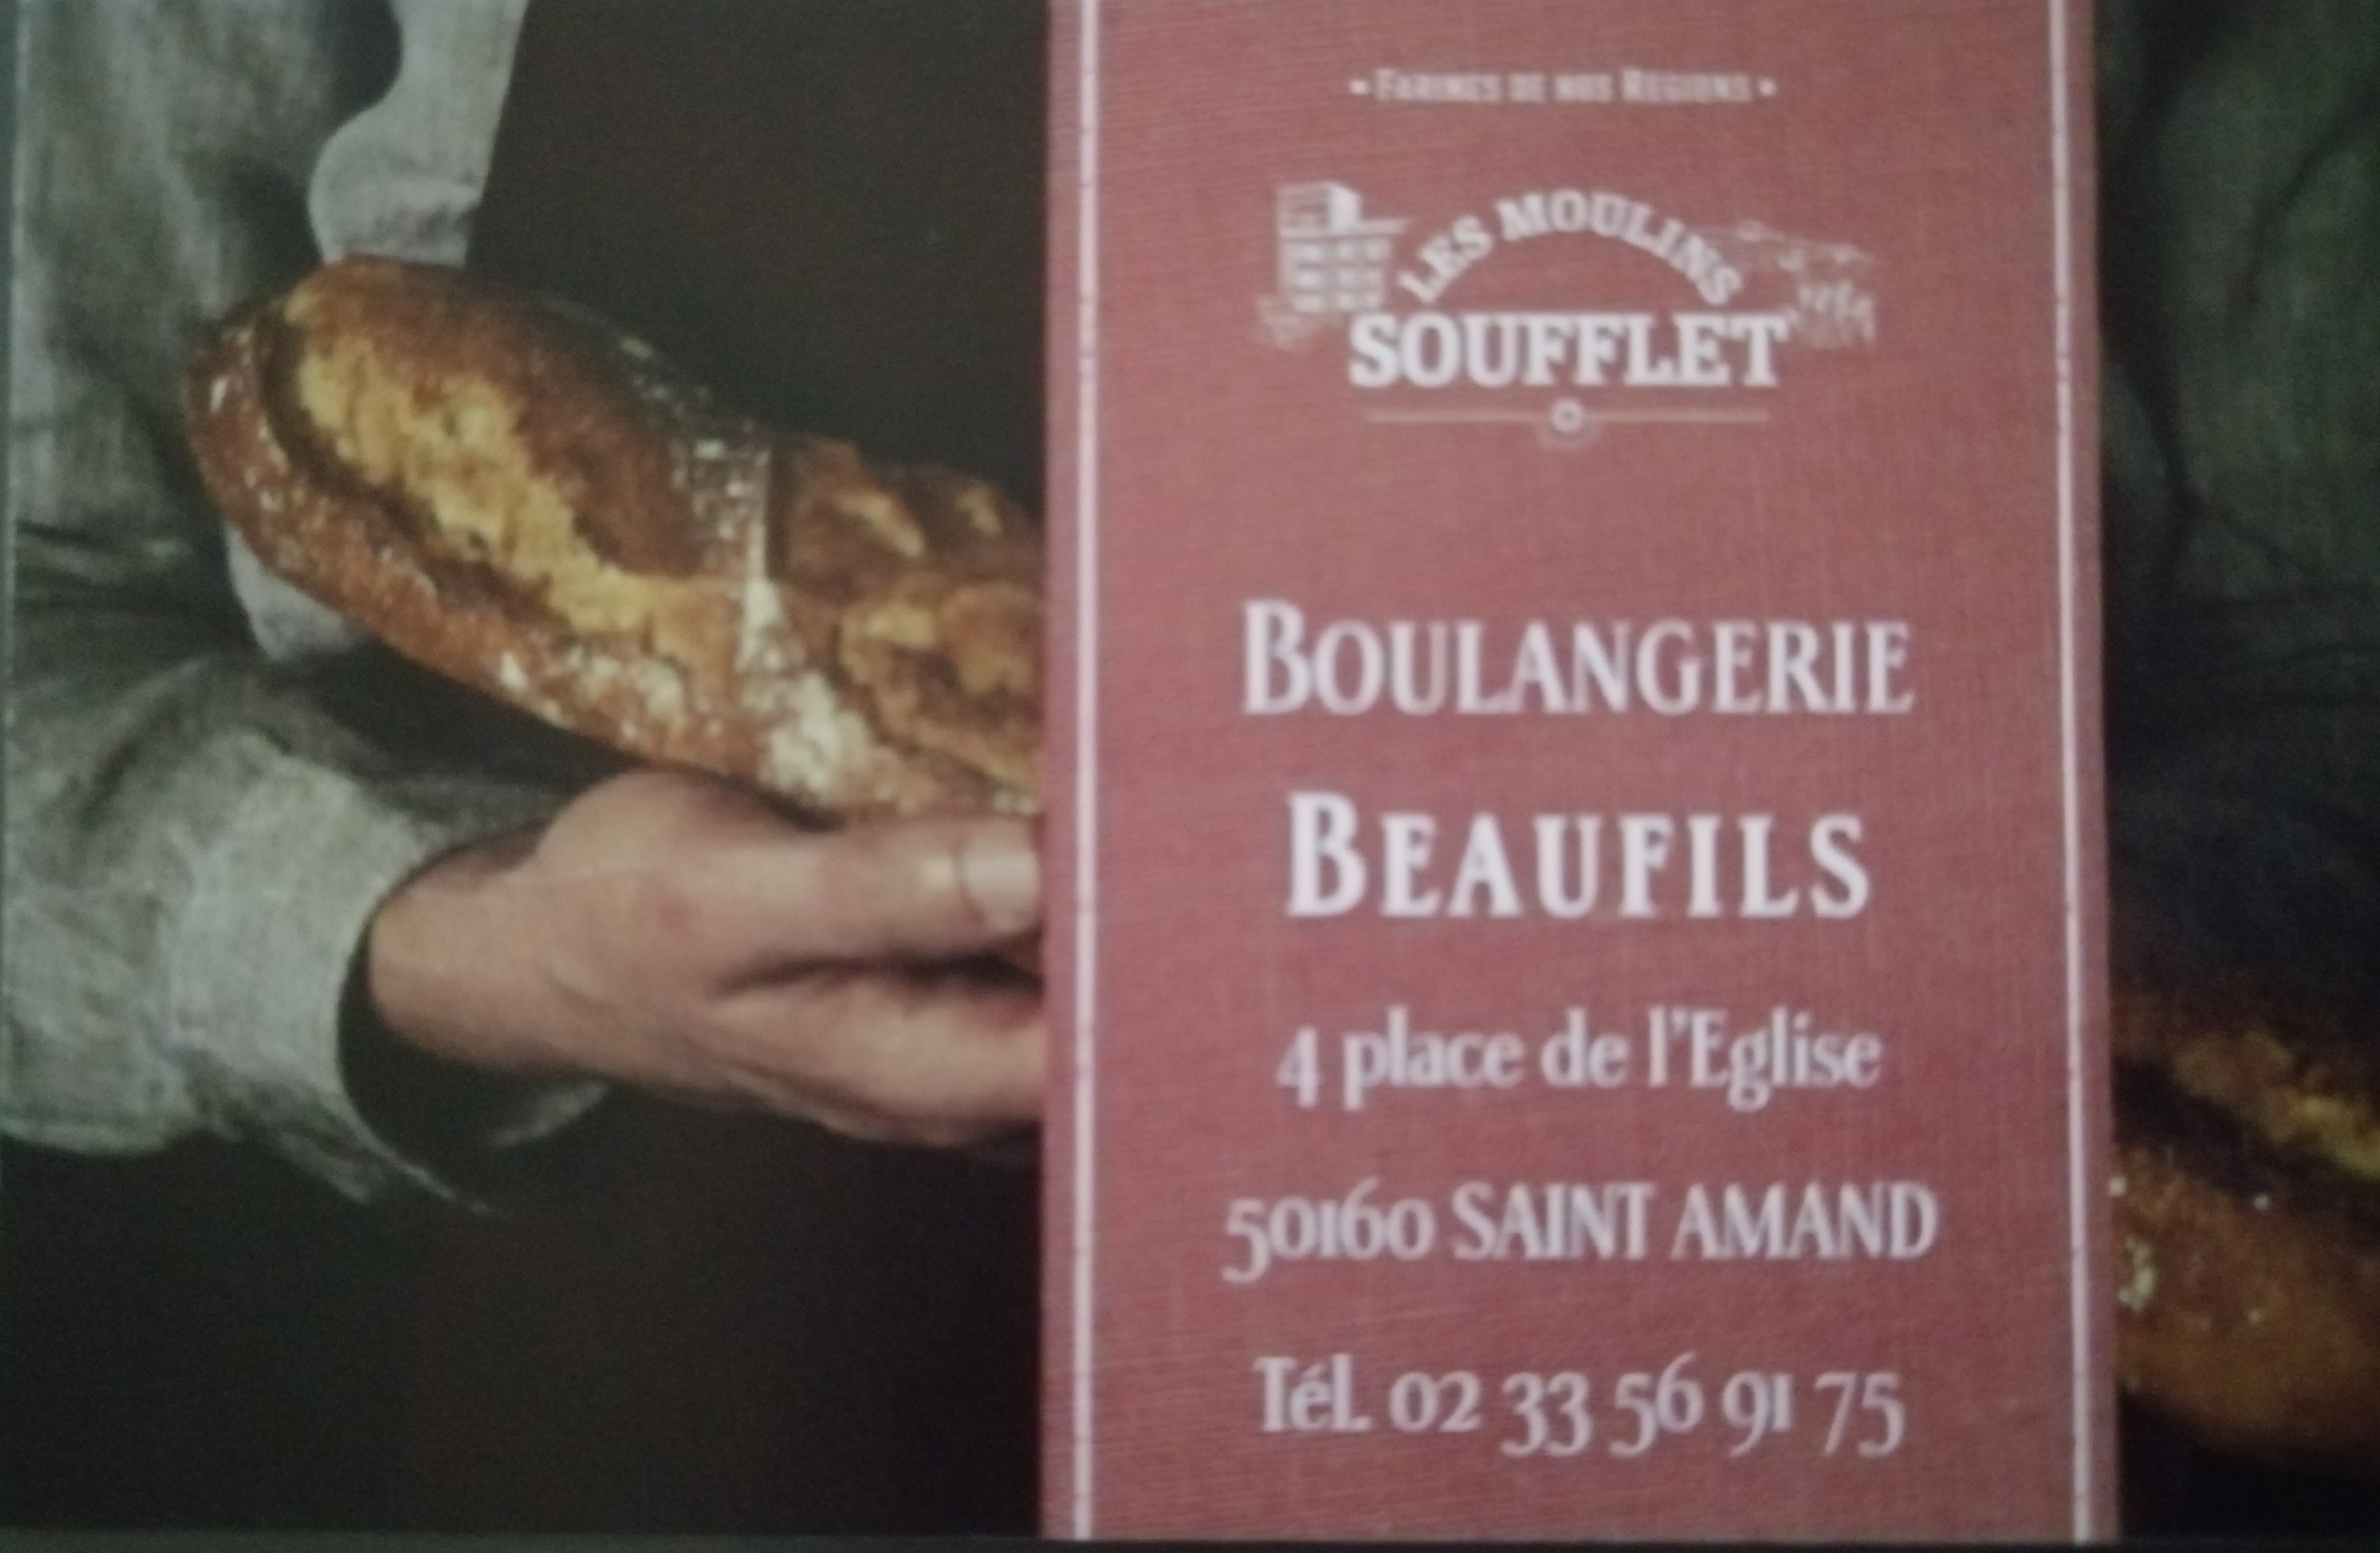 • FARINES DE NOS REGIONS •
LES MOULINS
SOUFFLET
BOULANGERIE
BEAUFILS
4 place de l'Eglise
50160 SAINT AMAND
Tél. 02 33 56 91 75